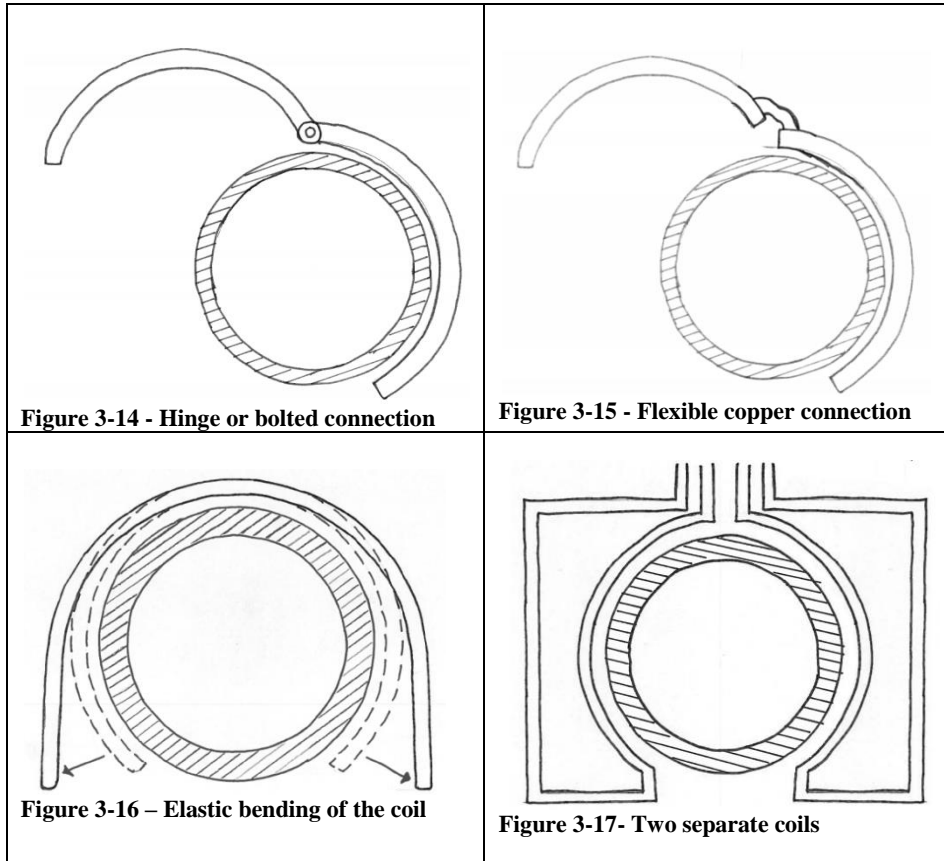 Figure 3-14 - Hinge or bolted connection
Figure 3-15 - Flexible copper connection
Figure 3-16 – Elastic bending of the coil
Figure 3-17- Two separate coils